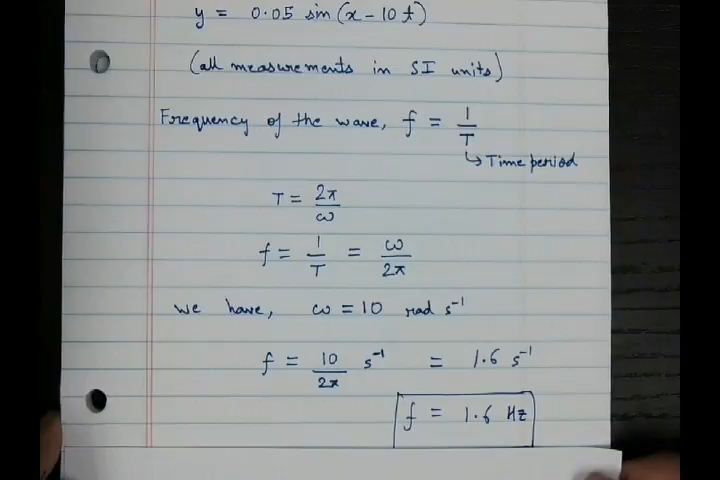 y = 0.05 sin (x - 10 t)
(all measurements in SI units)
Frequency of the wave, f = 1/T
↳ Time period
T = 2π/ω
f = 1/T = ω/2π
we have, ω = 10 rad s⁻¹
f = 10/2π s⁻¹ = 1.6 s⁻¹
f = 1.6 Hz